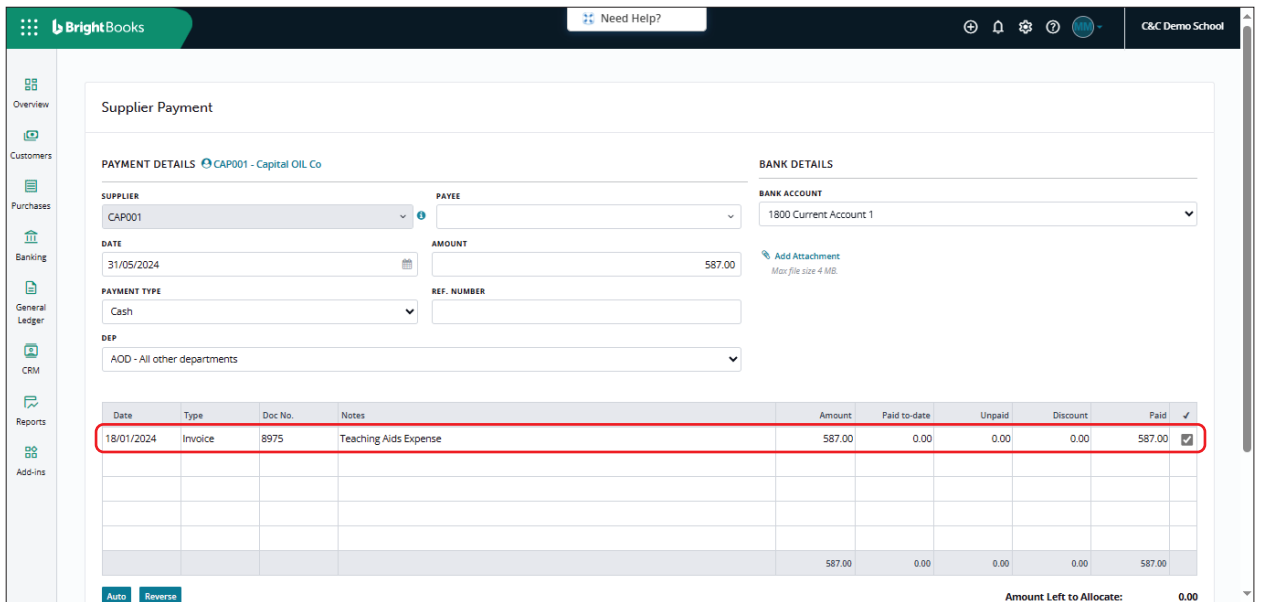 BrightBooks
Need Help?
MM
C&C Demo School
Overview
Customers
Purchases
Banking
General
Ledger
CRM
Reports
Add-ins
Supplier Payment
PAYMENT DETAILS CAP001 - Capital OIL Co
SUPPLIER
CAP001
PAYEE
DATE
31/05/2024
AMOUNT
587.00
PAYMENT TYPE
Cash
REF. NUMBER
DEP
AOD - All other departments
BANK DETAILS
BANK ACCOUNT
1800 Current Account 1
Add Attachment
Max file size 4 MB.
Date Type Doc No. Notes Amount Paid to-date Unpaid Discount Paid ✓
18/01/2024 Invoice 8975 Teaching Aids Expense 587.00 0.00 0.00 0.00 587.00
587.00 0.00 0.00 0.00 587.00
Auto Reverse
Amount Left to Allocate: 0.00